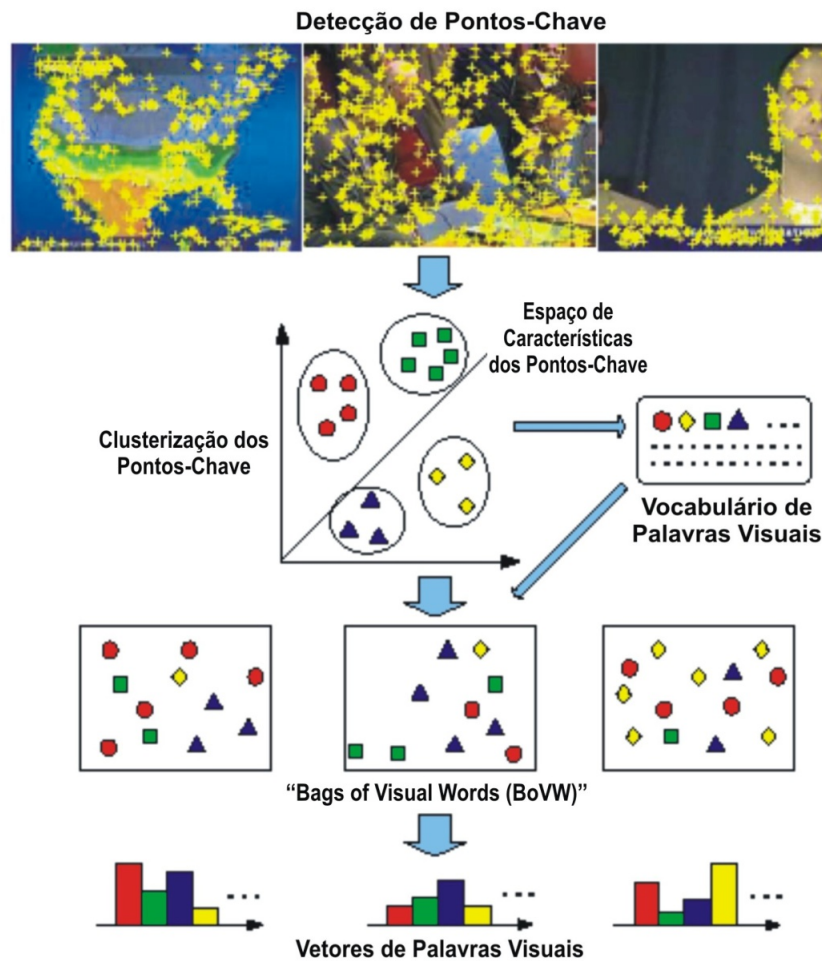 Detecção de Pontos-Chave
Espaço de
Características
dos Pontos-Chave
Clusterização dos
Pontos-Chave
Vocabulário de
Palavras Visuais
“Bags of Visual Words (BoVW)”
Vetores de Palavras Visuais